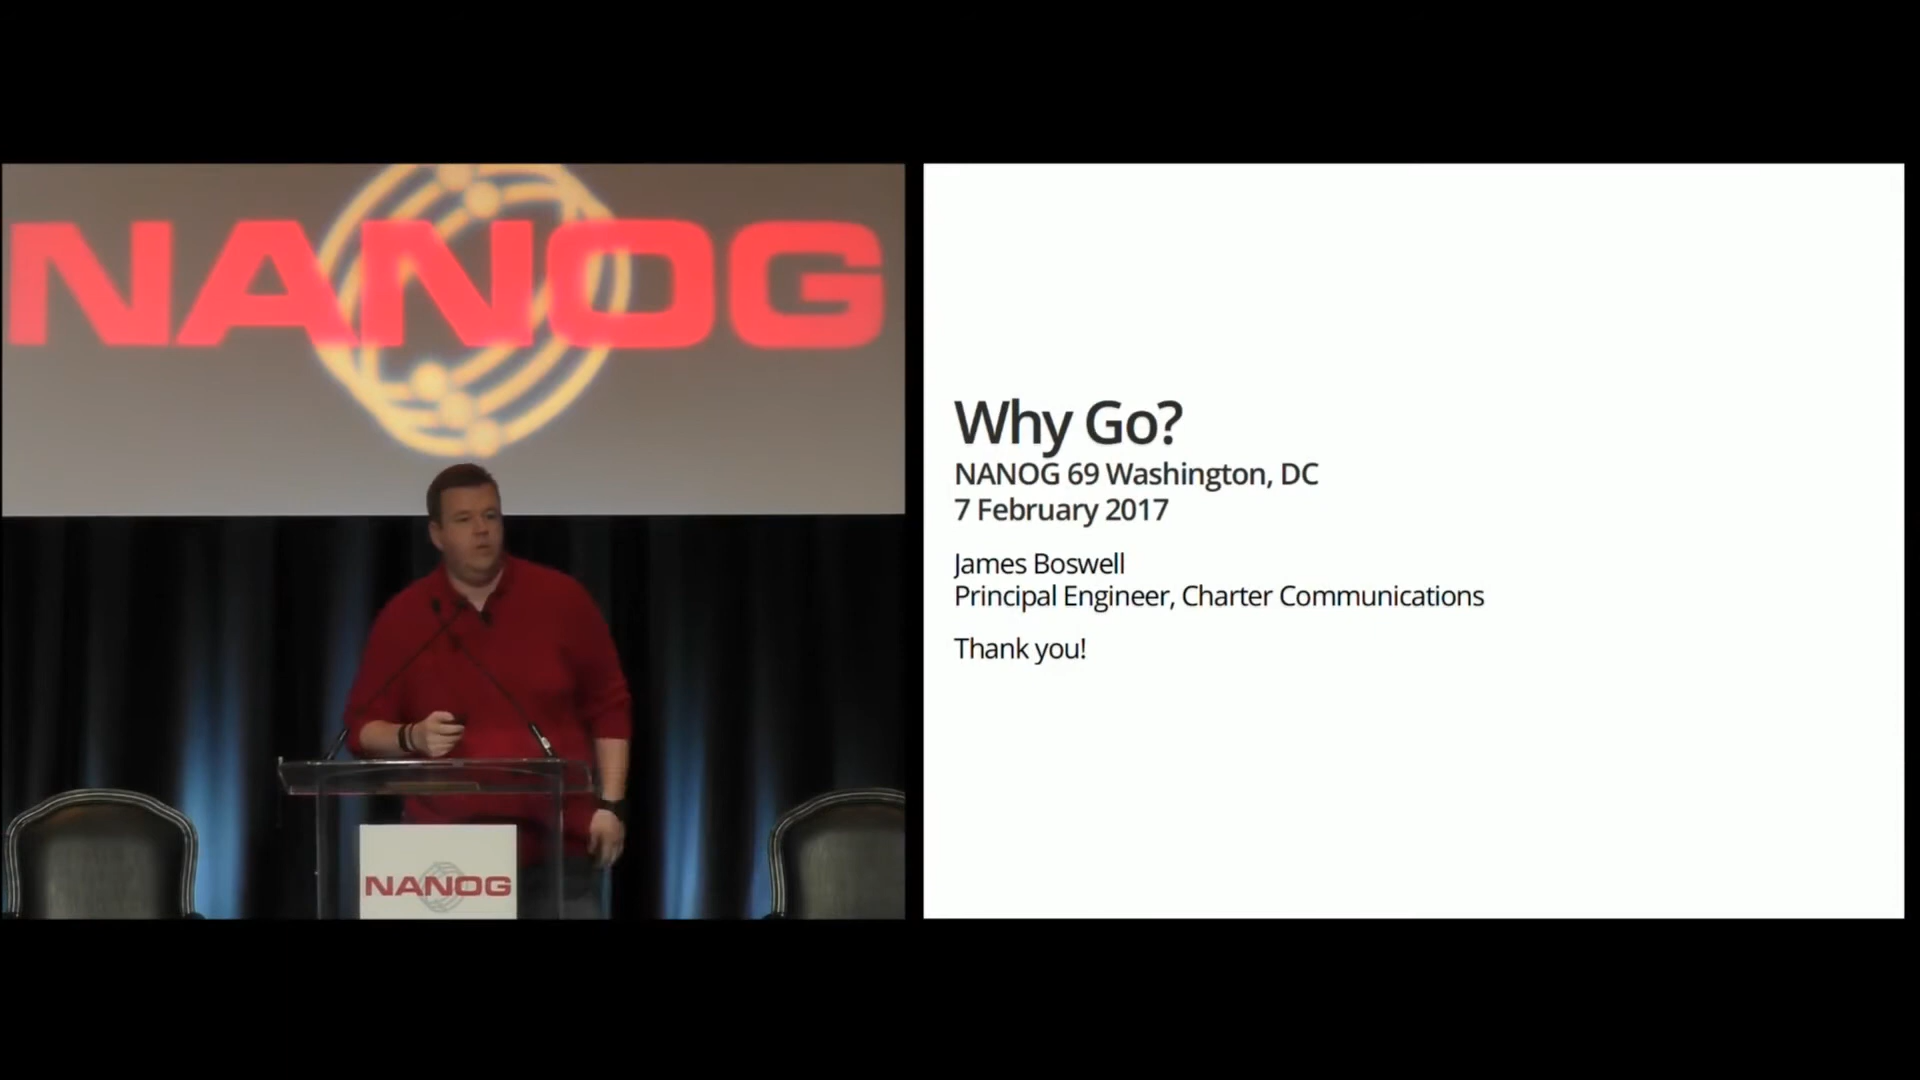 NANOG
NANOG
Why Go?
NANOG 69 Washington, DC
7 February 2017
James Boswell
Principal Engineer, Charter Communications
Thank you!